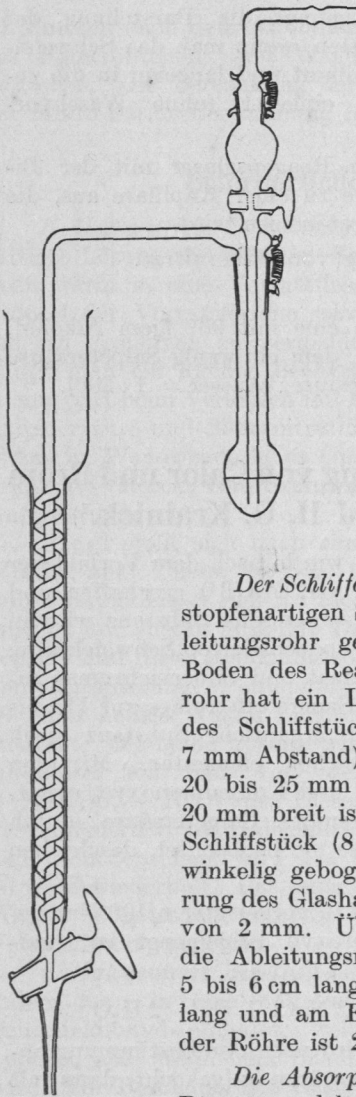 Der Schliff
stopfenartigen
leitungsrohr ge
Boden des Rea
rohr hat ein I
des Schliffstüc
7 mm Abstand)
20 bis 25 mm
20 mm breit is
Schliffstück (8
winkelig gebog
rung des Glasha
von 2 mm. Ü
die Ableitungsr
5 bis 6 cm lang
lang und am E
der Röhre ist 2
Die Absorp